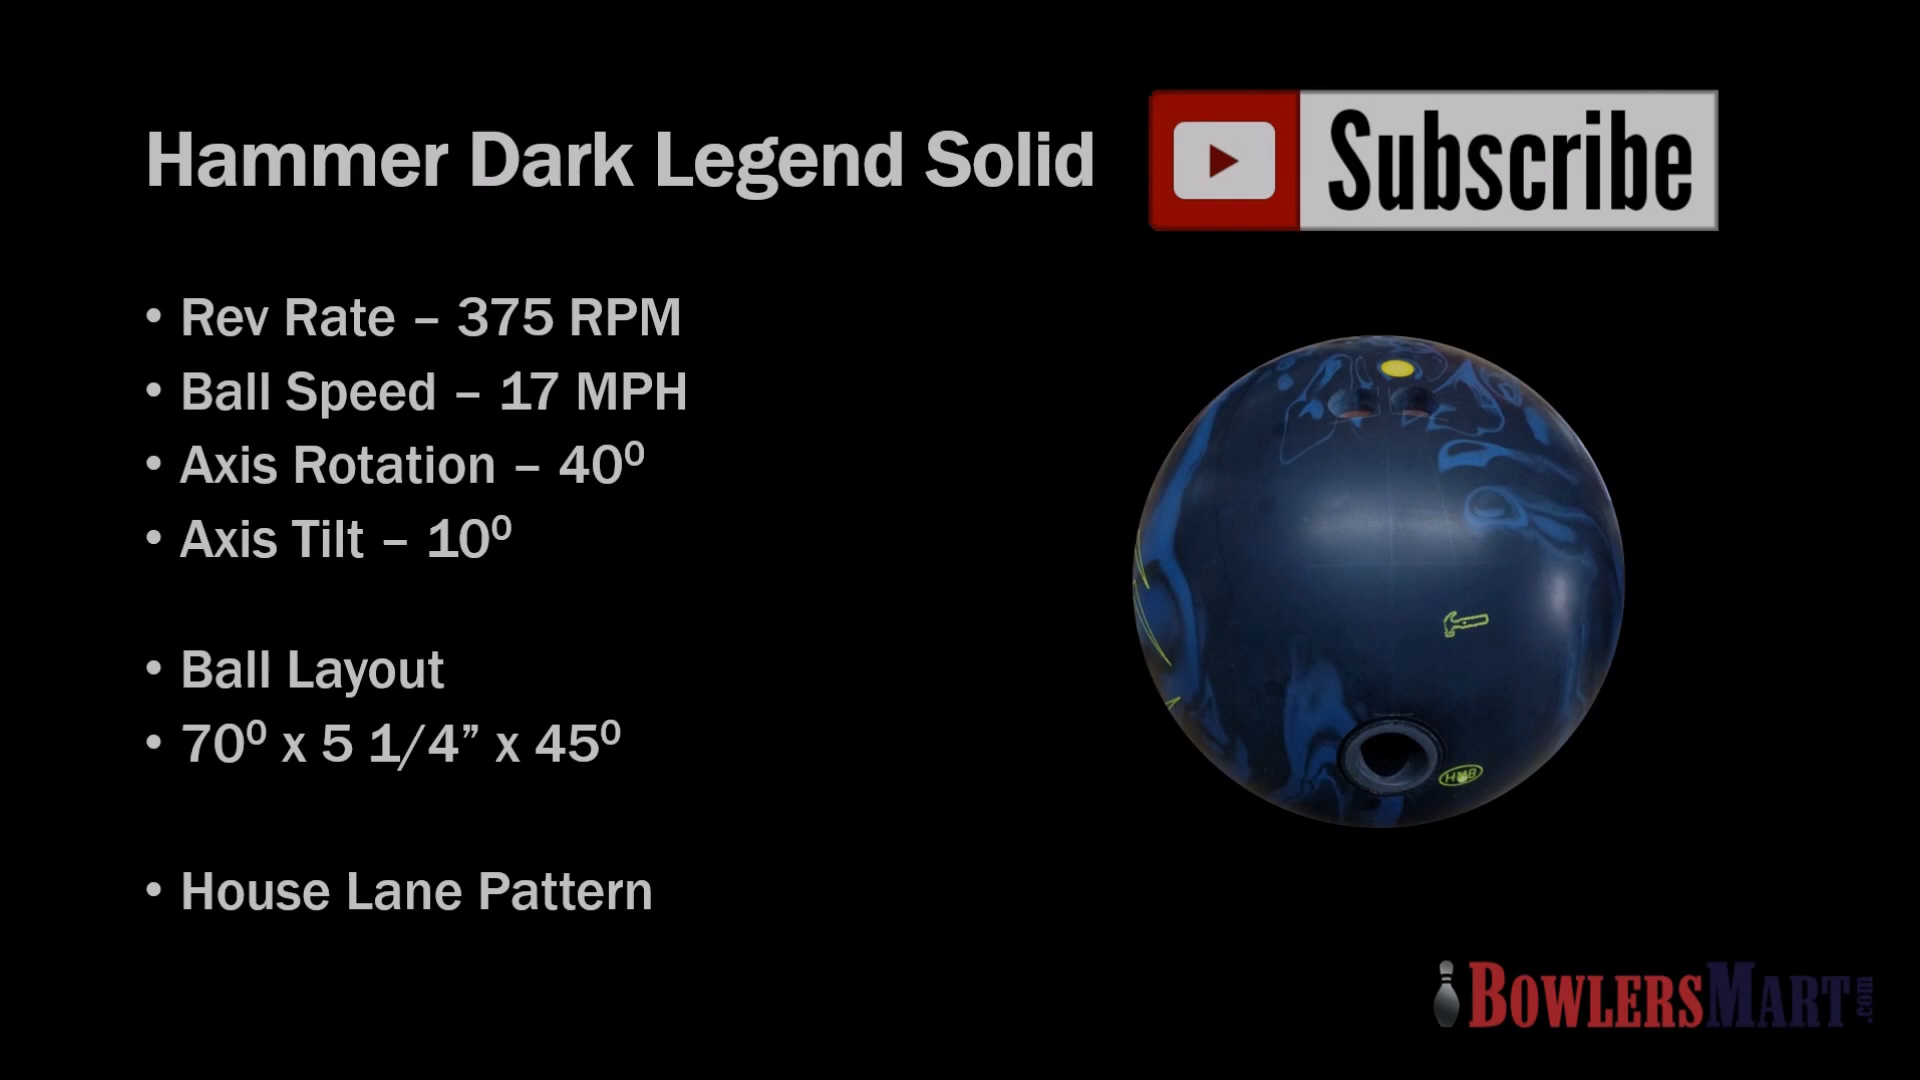 Hammer Dark Legend Solid
Subscribe
• Rev Rate – 375 RPM
• Ball Speed – 17 MPH
• Axis Rotation – 40⁰
• Axis Tilt – 10⁰
• Ball Layout
• 70⁰ x 5 1/4” x 45⁰
• House Lane Pattern
BOWLERSMART.com